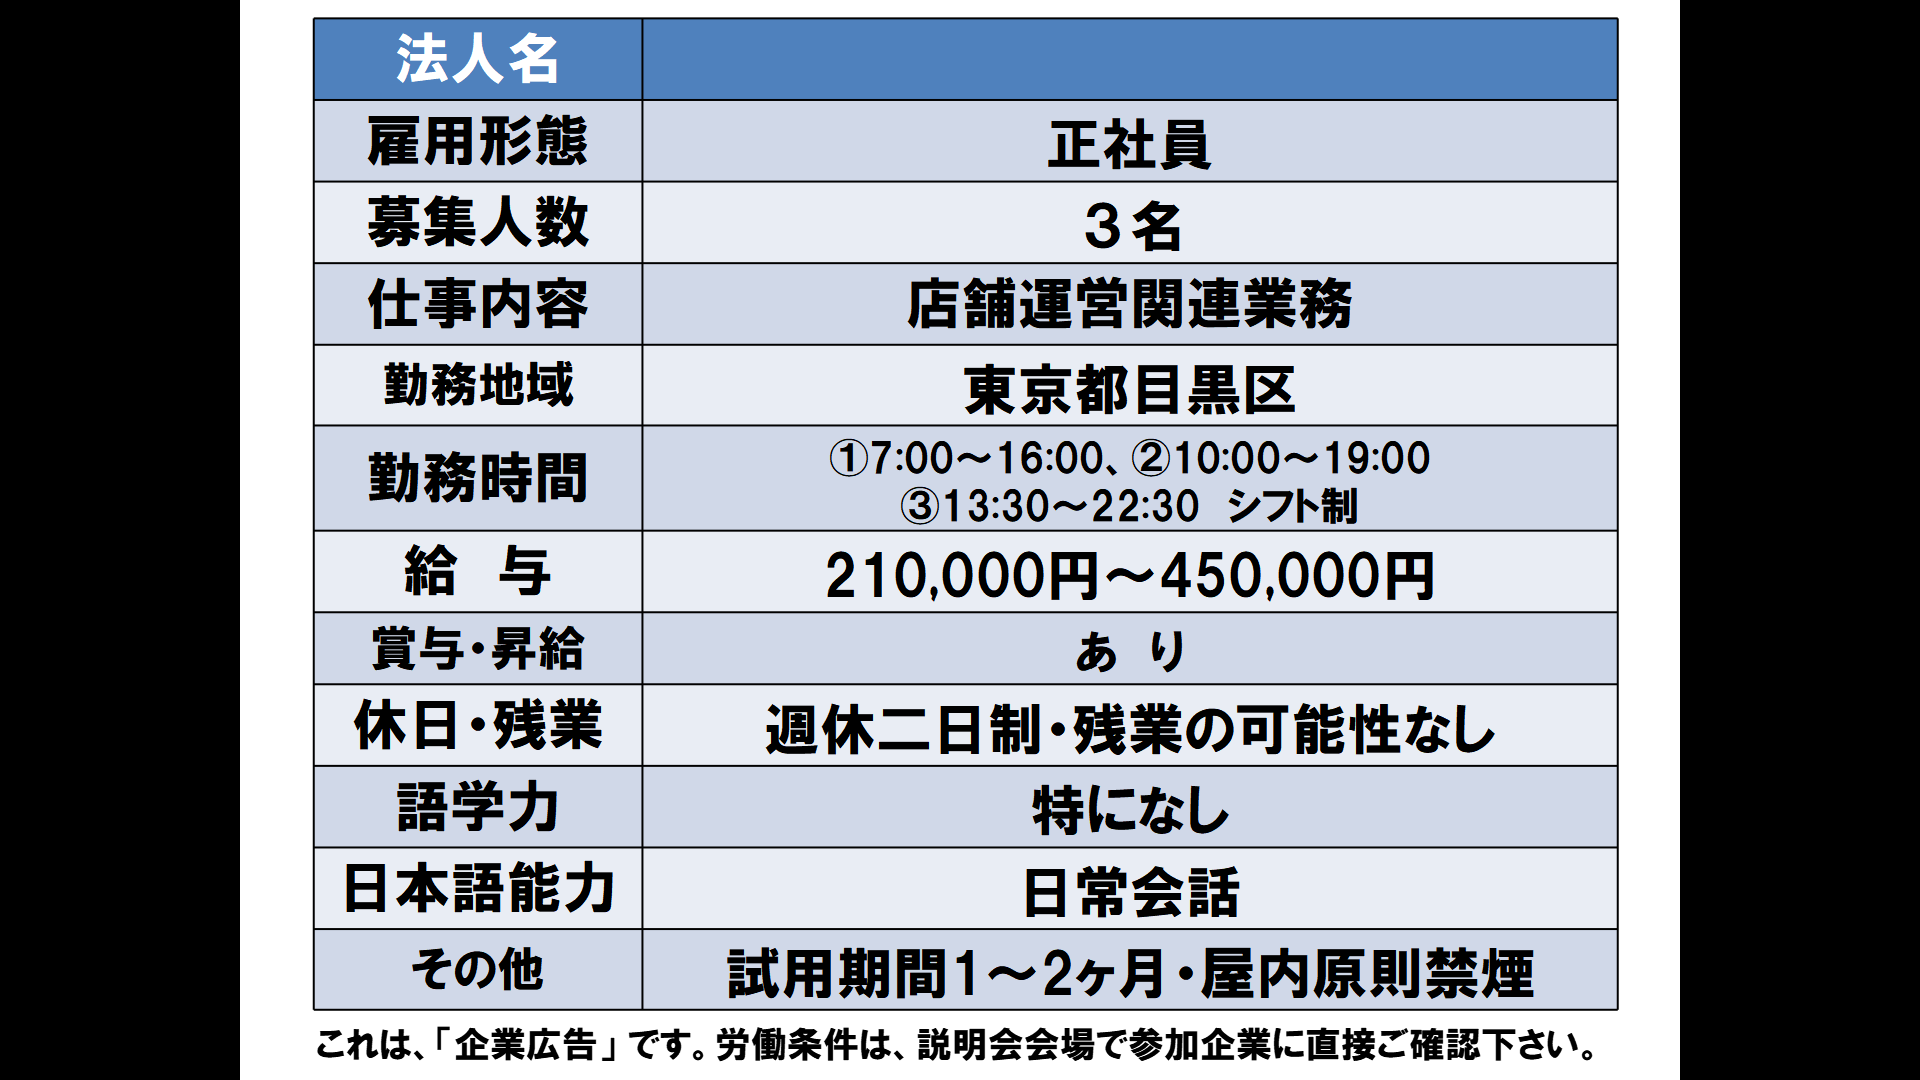 法人名
雇用形態 正社員
募集人数 3名
仕事内容 店舗運営関連業務
勤務地域 東京都目黒区
勤務時間 ①7:00～16:00、②10:00～19:00
③13:30～22:30 シフト制
給 与 210,000円～450,000円
賞与・昇給 あ り
休日・残業 週休二日制・残業の可能性なし
語学力 特になし
日本語能力 日常会話
その他 試用期間1～2ヶ月・屋内原則禁煙
これは、「企業広告」です。労働条件は、説明会会場で参加企業に直接ご確認下さい。